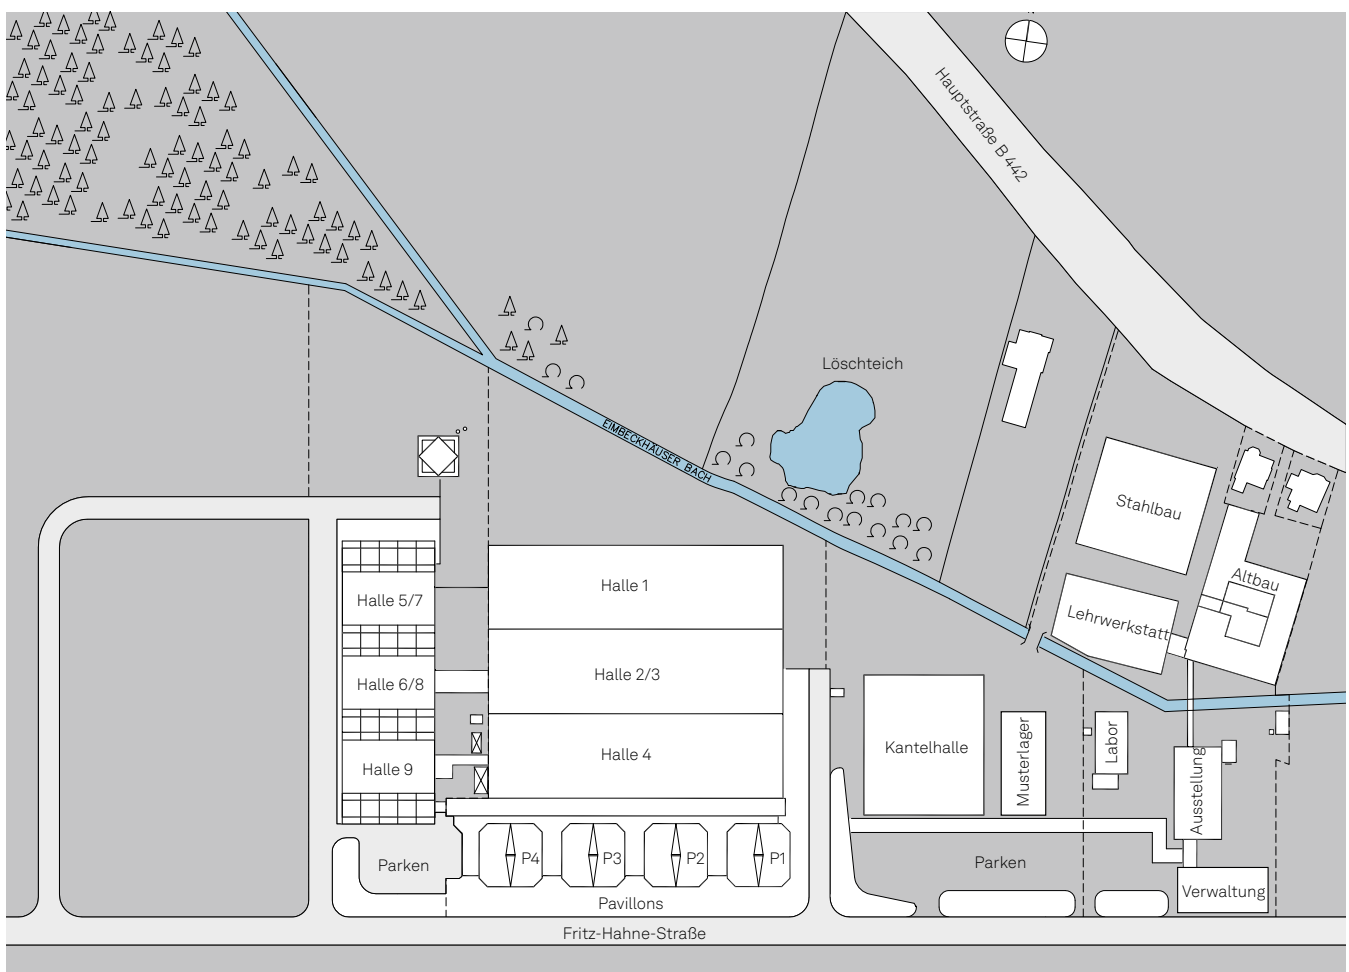 Hauptstraße B 442
Löschteich
EIMBECKHÄUSER BACH
Stahlbau
Altbau
Lehrwerkstatt
Halle 1
Halle 5/7
Halle 2/3
Halle 6/8
Halle 4
Halle 9
Kantelhalle
Musterlager
Labor
Ausstellung
Parken
P4
P3
P2
P1
Parken
Verwaltung
Pavillons
Fritz-Hahne-Straße